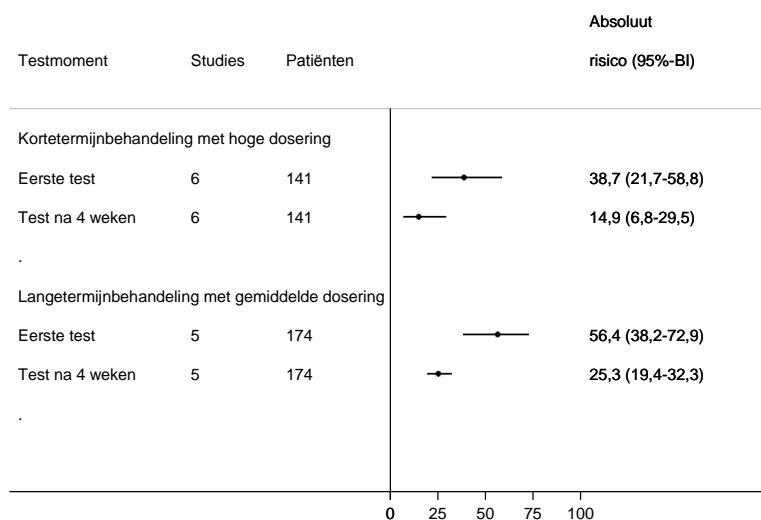 Absoluut
Testmoment Studies Patiënten risico (95%-BI)
Kortetermijnbehandeling met hoge dosering
Eerste test 6 141 38,7 (21,7-58,8)
Test na 4 weken 6 141 14,9 (6,8-29,5)
.
Langetermijnbehandeling met gemiddelde dosering
Eerste test 5 174 56,4 (38,2-72,9)
Test na 4 weken 5 174 25,3 (19,4-32,3)
.
0 25 50 75 100